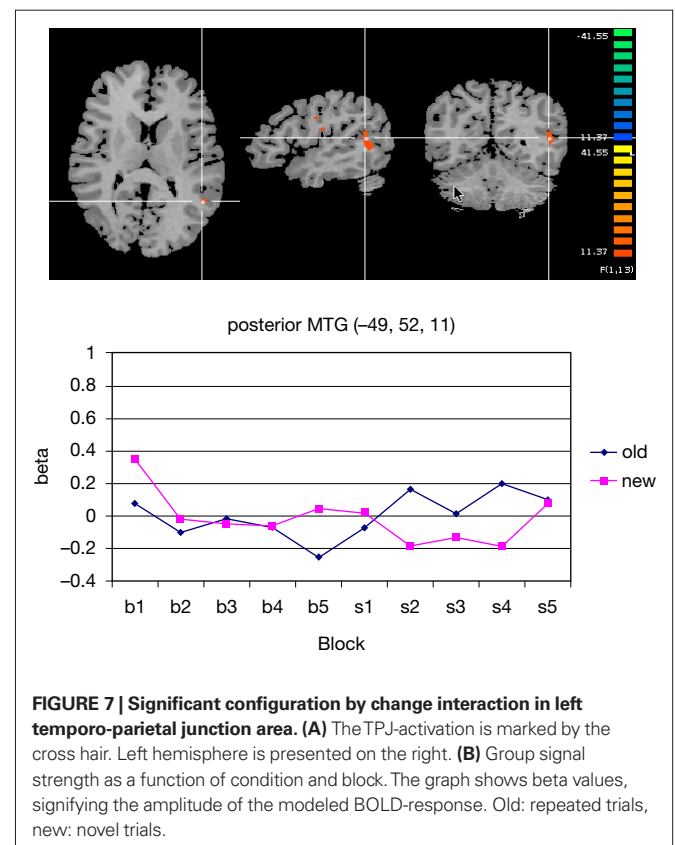 -41.55
11.37
41.55
11.37
F(1,13)
posterior MTG (–49, 52, 11)
1
0.8
0.6
0.4
0.2
0
–0.2
–0.4
beta
old
new
b1 b2 b3 b4 b5 s1 s2 s3 s4 s5
Block
FIGURE 7 | Significant configuration by change interaction in left
temporo-parietal junction area. (A) The TPJ-activation is marked by the
cross hair. Left hemisphere is presented on the right. (B) Group signal
strength as a function of condition and block. The graph shows beta values,
signifying the amplitude of the modeled BOLD-response. Old: repeated trials,
new: novel trials.